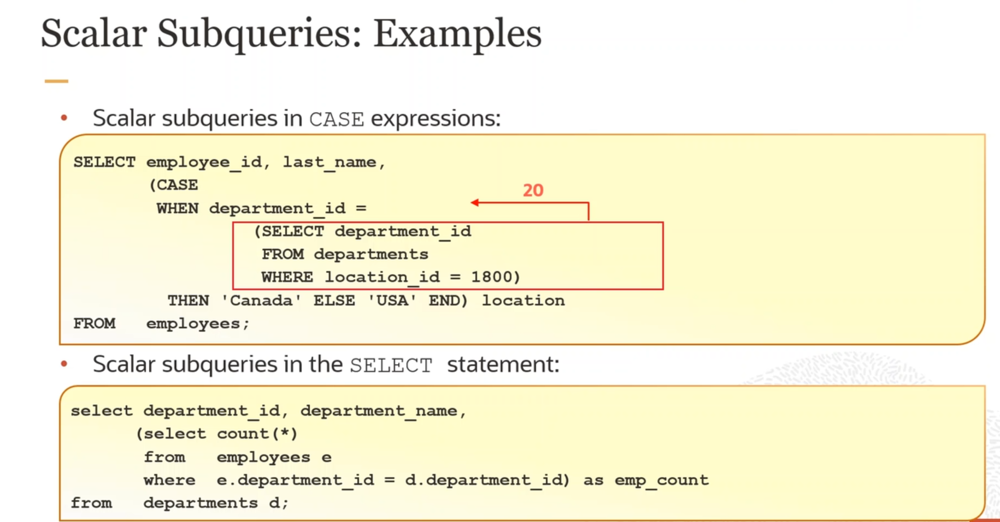 Scalar Subqueries: Examples
• Scalar subqueries in CASE expressions:
SELECT employee_id, last_name,
(CASE
20
WHEN department_id =
(SELECT department_id
FROM departments
WHERE location_id = 1800)
THEN 'Canada' ELSE 'USA' END) location
FROM employees;
• Scalar subqueries in the SELECT statement:
select department_id, department_name,
(select count(*)
from employees e
where e.department_id = d.department_id) as emp_count
from departments d;